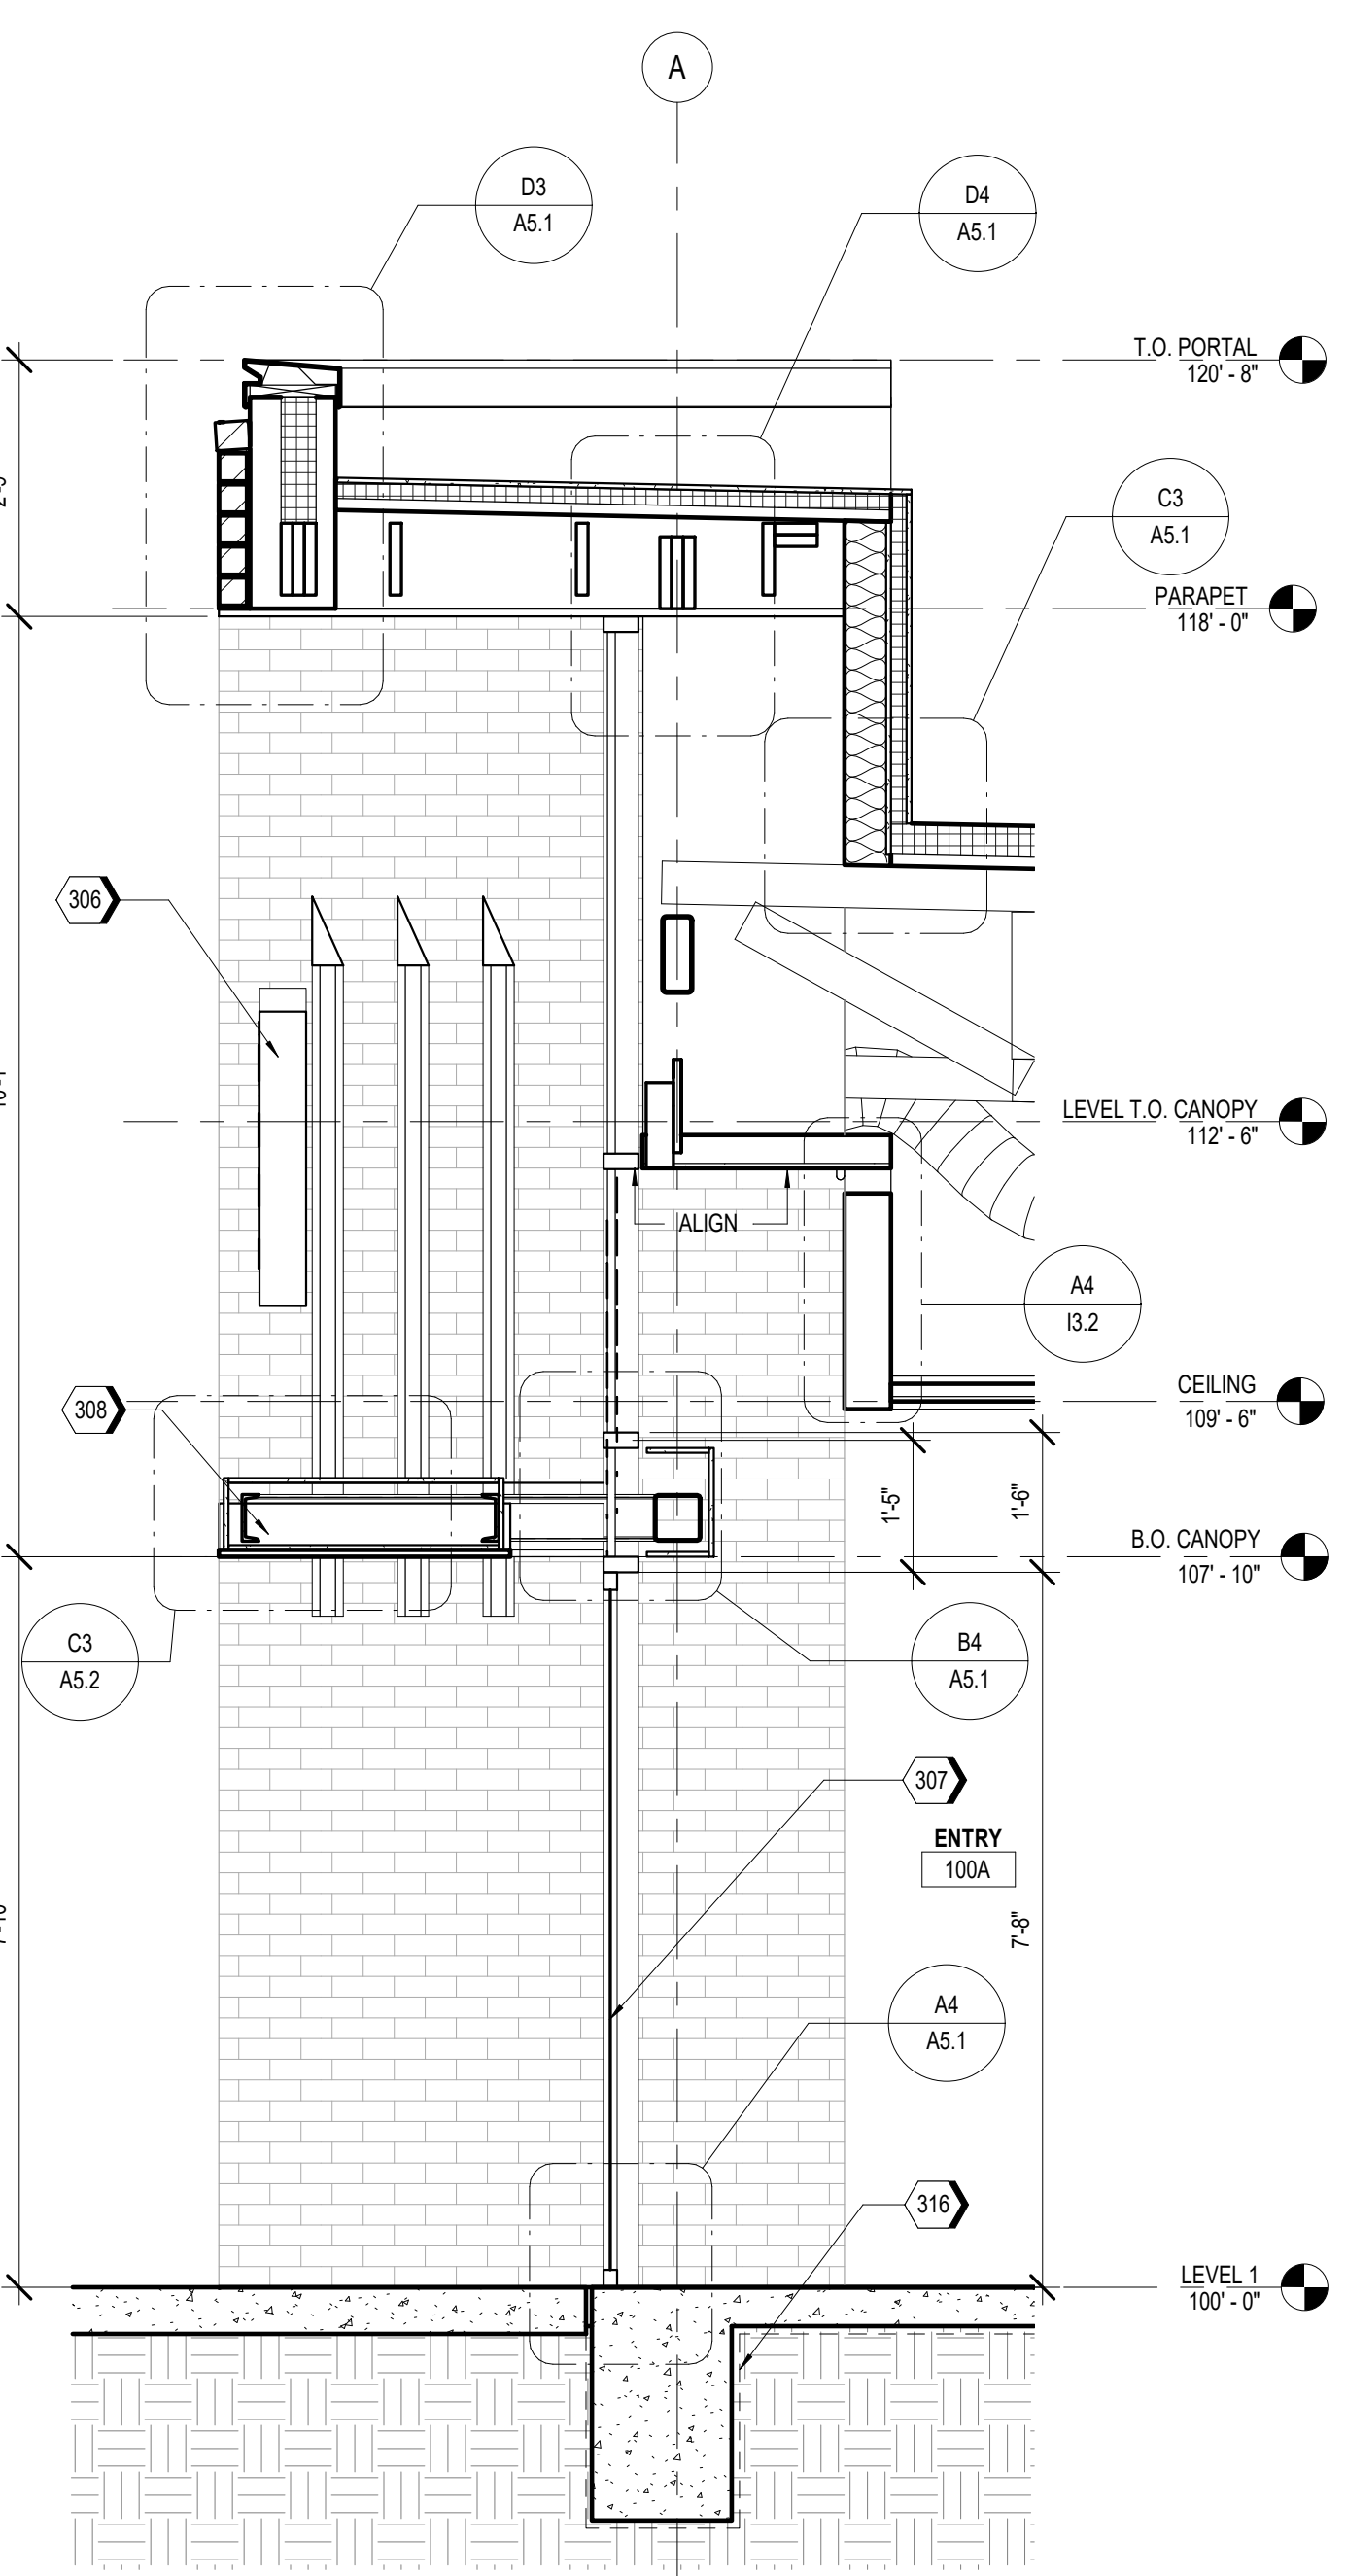 A
D3
A5.1
D4
A5.1
T.O. PORTAL
120' - 8"
C3
A5.1
PARAPET
118' - 0"
306
LEVEL T.O. CANOPY
112' - 6"
ALIGN
A4
I3.2
CEILING
109' - 6"
308
1'-5"
1'-6"
B.O. CANOPY
107' - 10"
C3
A5.2
B4
A5.1
307
ENTRY
100A
7'-8"
A4
A5.1
316
LEVEL 1
100' - 0"